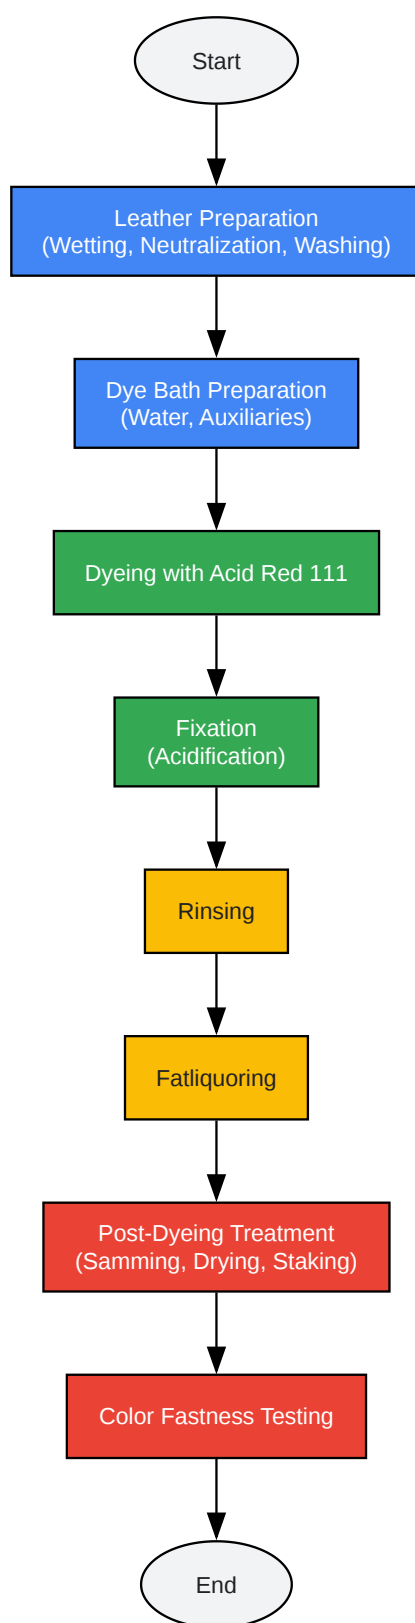 Start
Leather Preparation
(Wetting, Neutralization, Washing)
Dye Bath Preparation
(Water, Auxiliaries)
Dyeing with Acid Red 111
Fixation
(Acidification)
Rinsing
Fatliquoring
Post-Dyeing Treatment
(Samming, Drying, Staking)
Color Fastness Testing
End